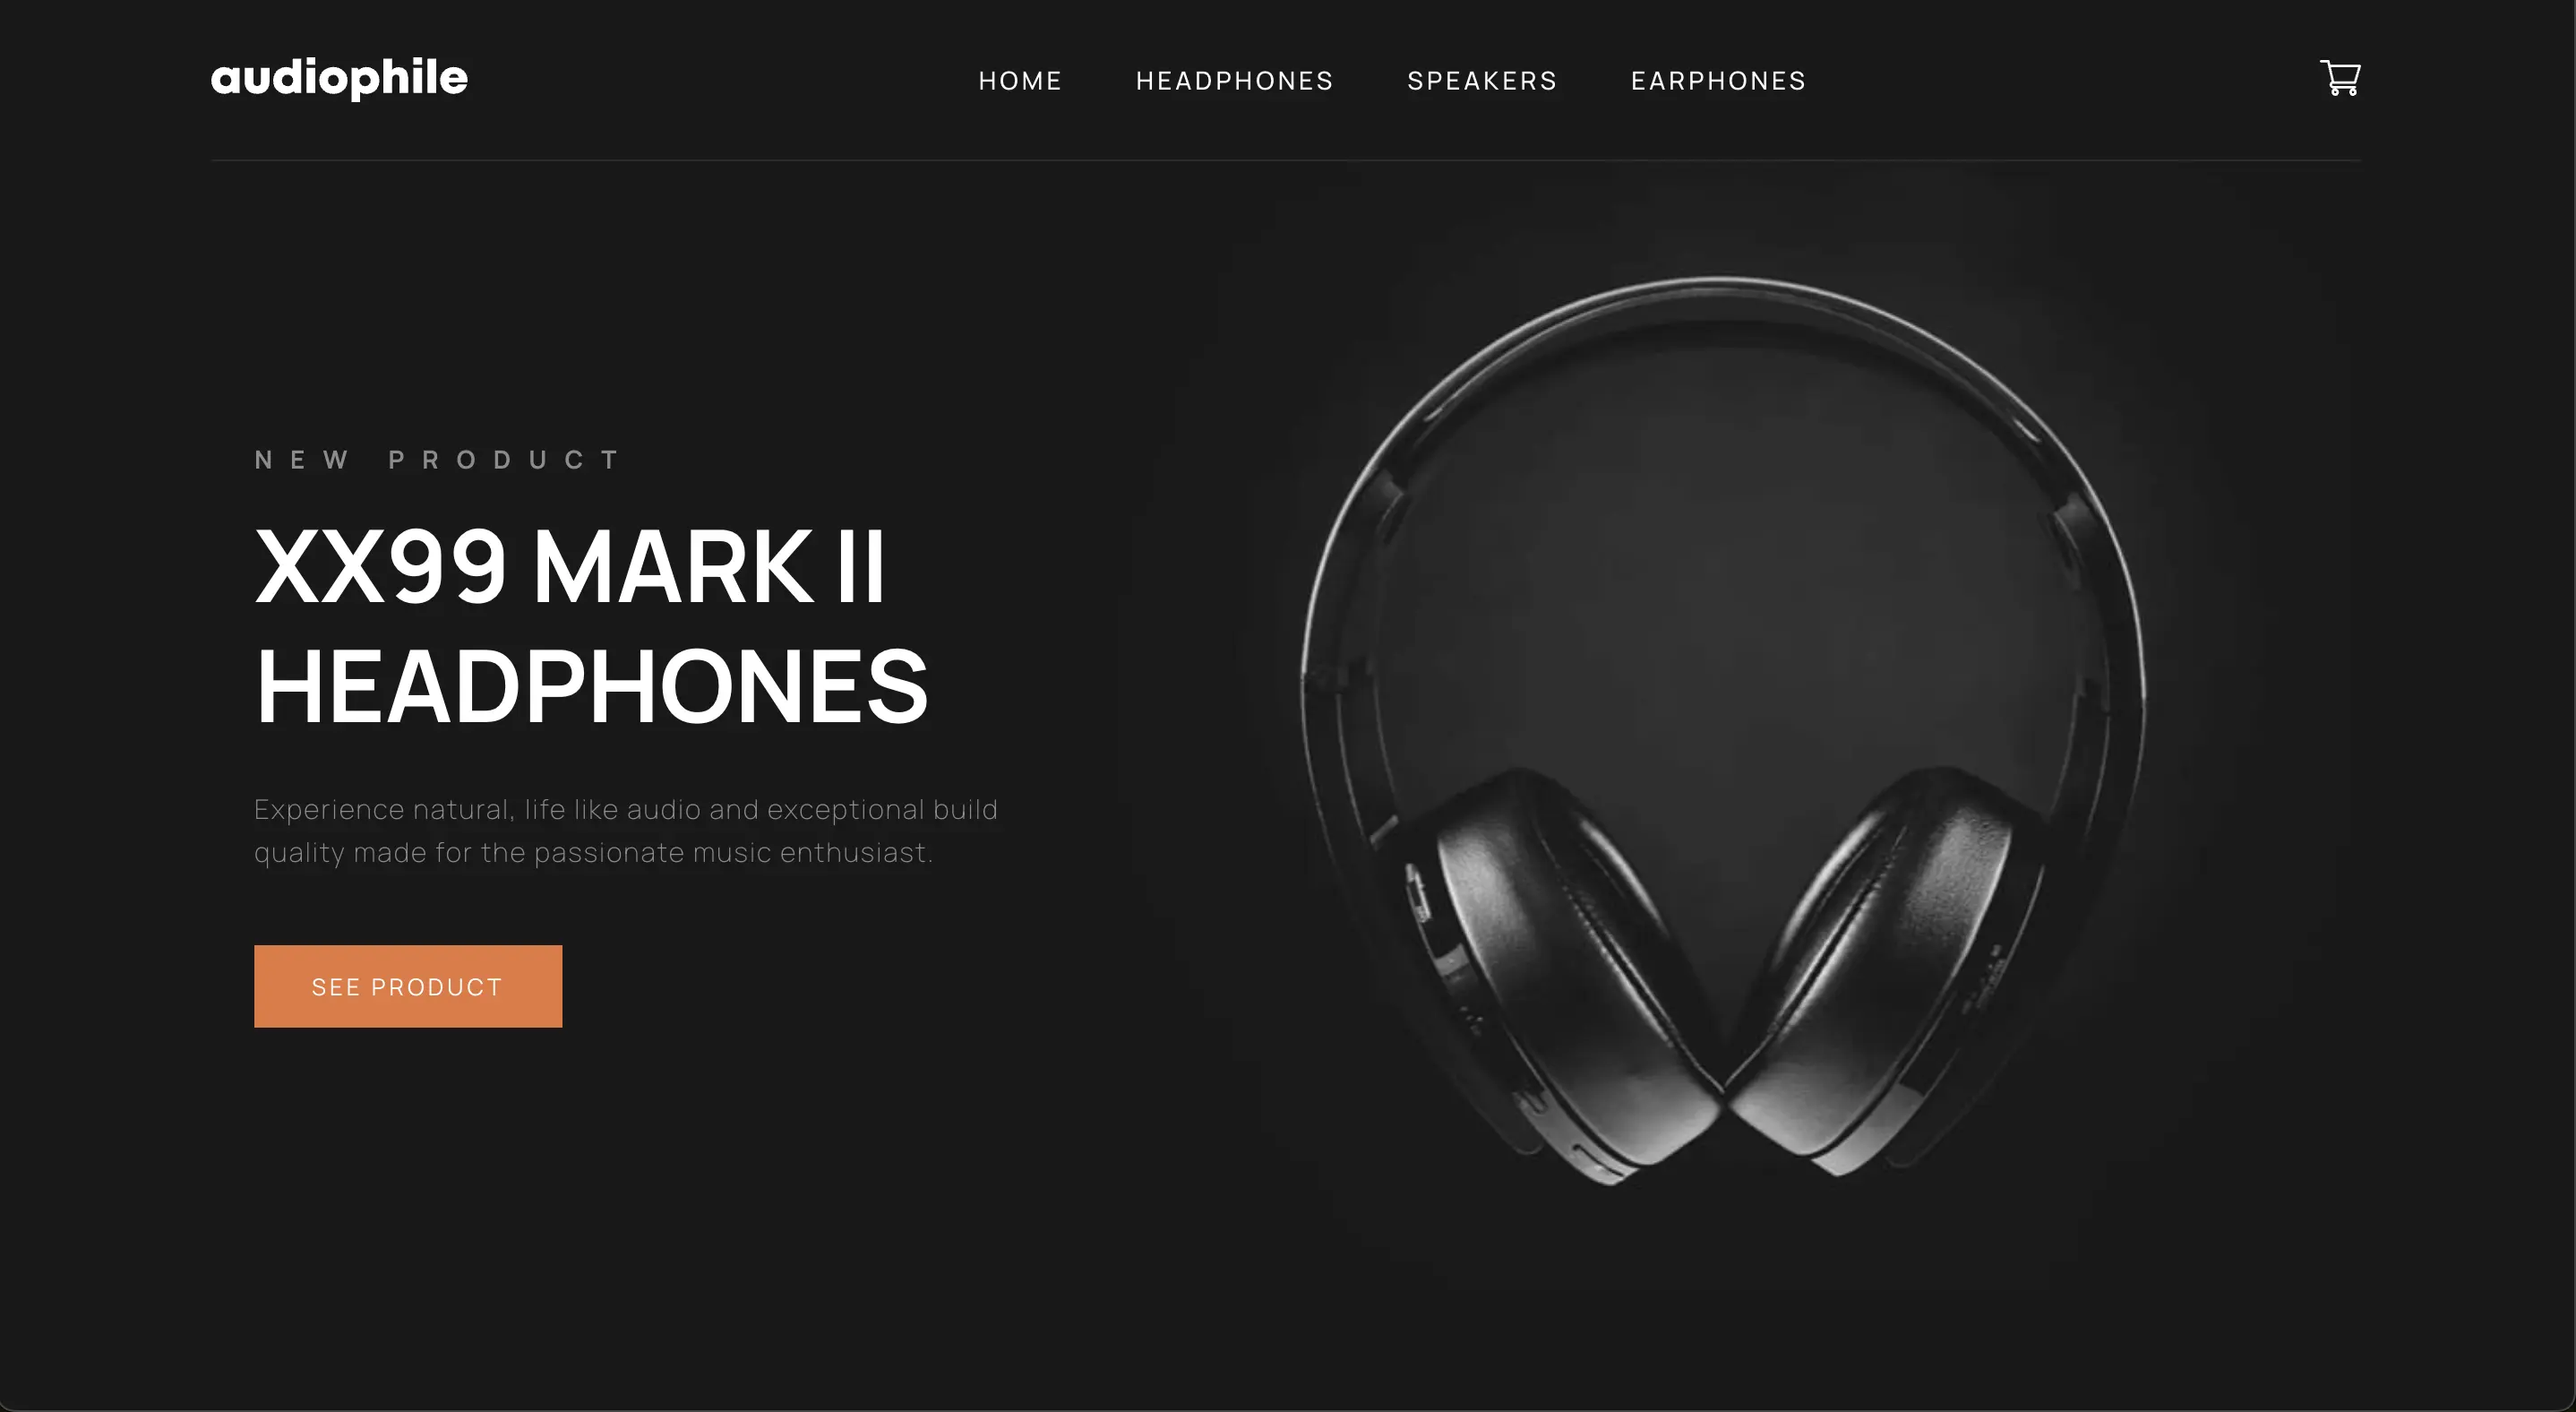 audiophile
HOME HEADPHONES SPEAKERS EARPHONES
NEW PRODUCT
XX99 MARK II
HEADPHONES
Experience natural, life like audio and exceptional build
quality made for the passionate music enthusiast.
SEE PRODUCT